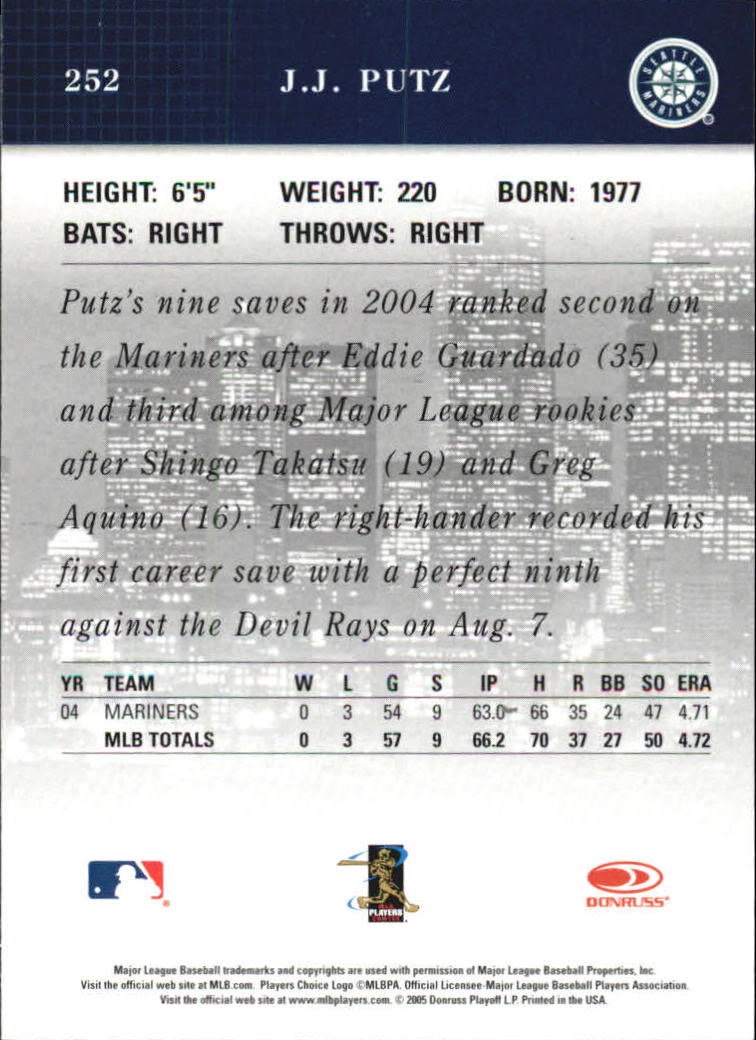 252 J.J. PUTZ
SEATTLE MARINERS
HEIGHT: 6'5" WEIGHT: 220 BORN: 1977
BATS: RIGHT THROWS: RIGHT
Putz's nine saves in 2004 ranked second on
the Mariners after Eddie Guardado (35)
and third among Major League rookies
after Shingo Takatsu (19) and Greg
Aquino (16). The right-hander recorded his
first career save with a perfect ninth
against the Devil Rays on Aug. 7.
YR TEAM W L G S IP H R BB SO ERA
04 MARINERS 0 3 54 9 63.0 66 35 24 47 4.71
MLB TOTALS 0 3 57 9 66.2 70 37 27 50 4.72
PLAYERS
CHOICE
DONRUSS
Major League Baseball trademarks and copyrights are used with permission of Major League Baseball Properties, Inc.
Visit the official web site at MLB.com. Players Choice Logo ©MLBPA. Official Licensee-Major League Baseball Players Association.
Visit the official web site at www.mlbplayers.com. © 2005 Donruss Playoff L.P. Printed in the USA.